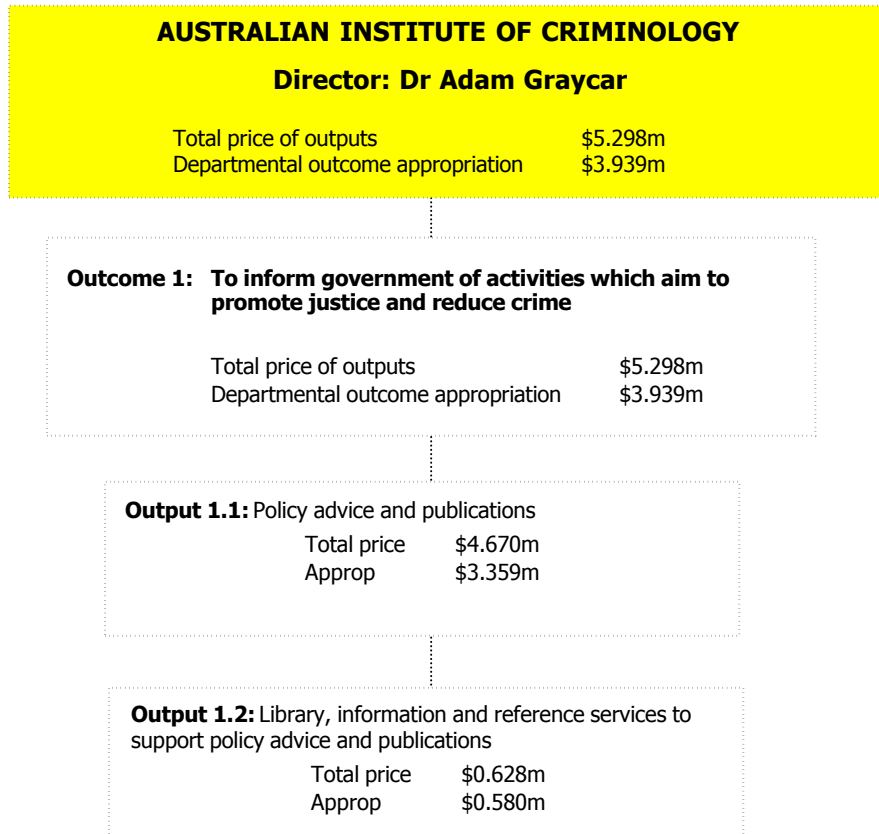 AUSTRALIAN INSTITUTE OF CRIMINOLOGY
Director: Dr Adam Graycar
Total price of outputs $5.298m
Departmental outcome appropriation $3.939m
Outcome 1: To inform government of activities which aim to
promote justice and reduce crime
Total price of outputs $5.298m
Departmental outcome appropriation $3.939m
Output 1.1: Policy advice and publications
Total price $4.670m
Approp $3.359m
Output 1.2: Library, information and reference services to
support policy advice and publications
Total price $0.628m
Approp $0.580m